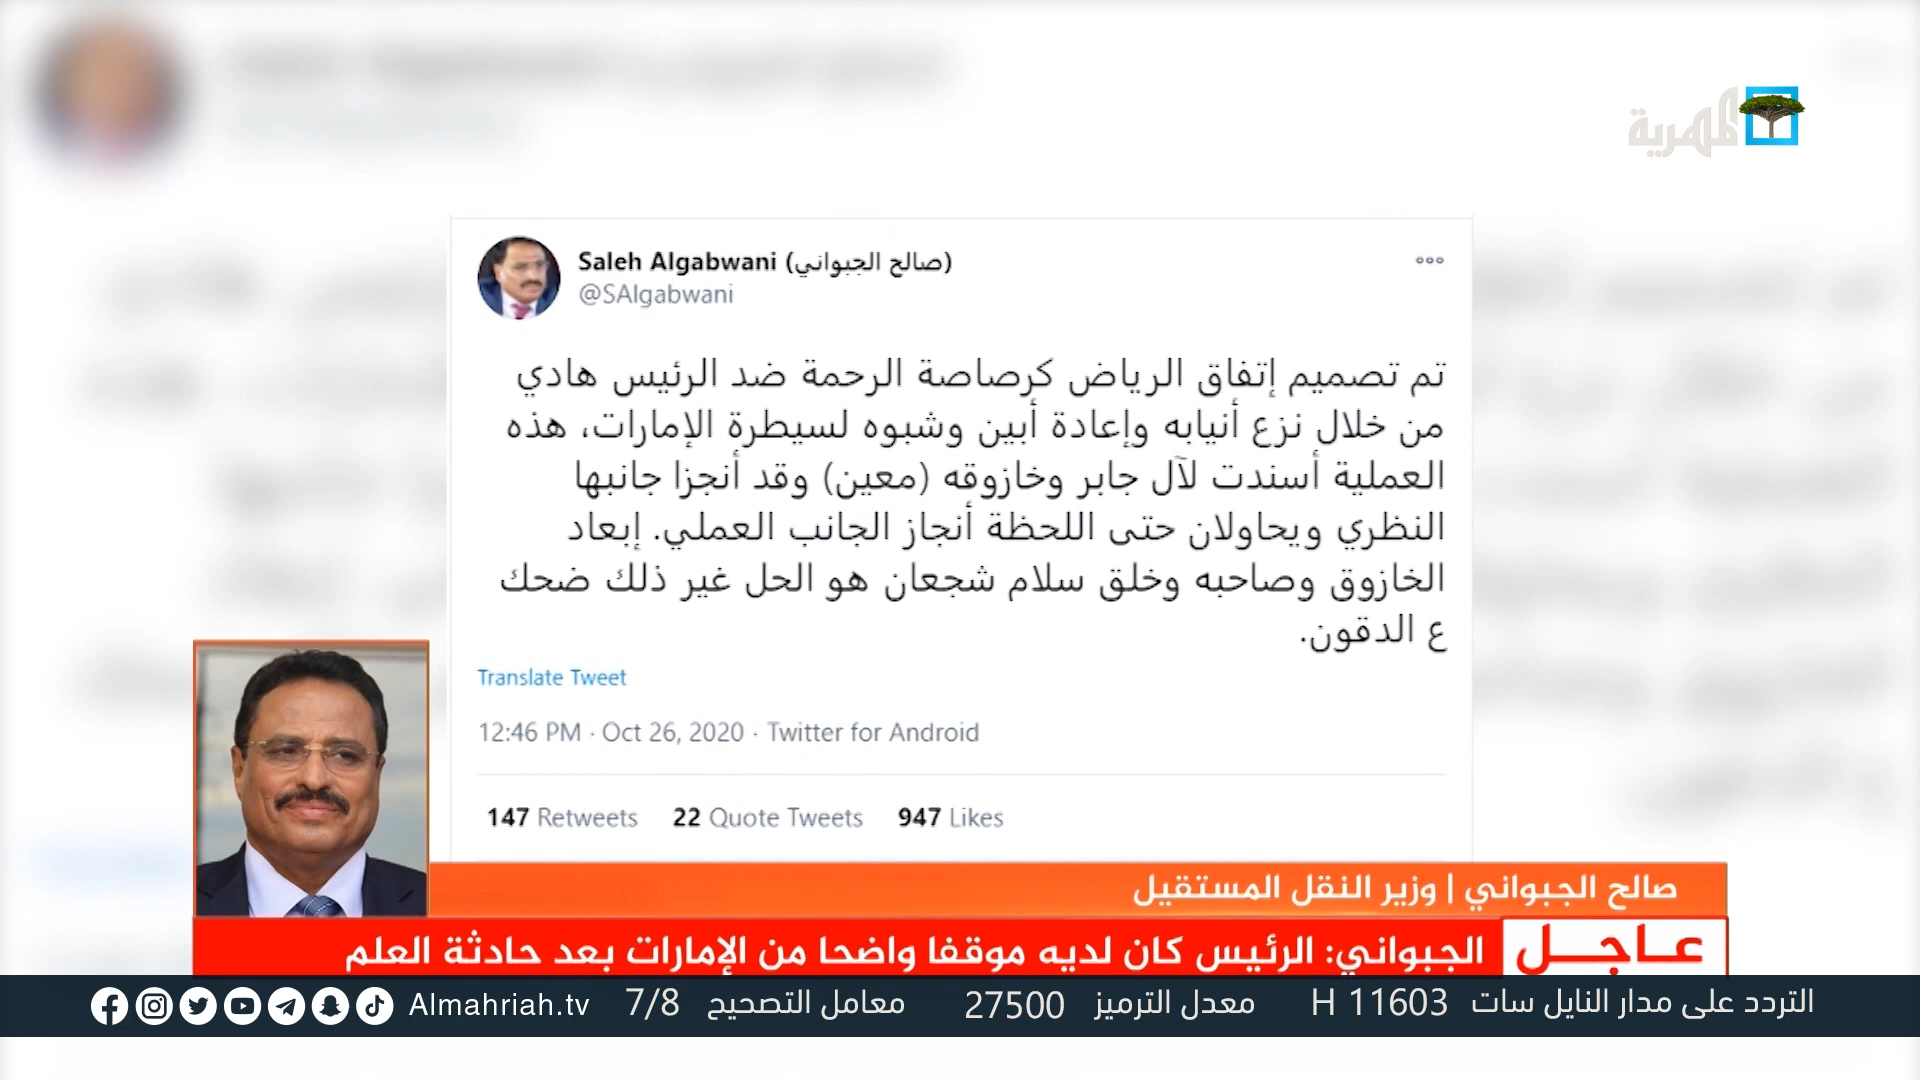 المهرية
Saleh Algabwani (صالح الجبواني)
@SAlgabwani
تم تصميم إتفاق الرياض كرصاصة الرحمة ضد الرئيس هادي
من خلال نزع أنيابه وإعادة أبين وشبوه لسيطرة الإمارات، هذه
العملية أسندت لآل جابر وخازوقه (معين) وقد أنجزا جانبها
النظري ويحاولان حتى اللحظة أنجاز الجانب العملي. إبعاد
الخازوق وصاحبه وخلق سلام شجعان هو الحل غير ذلك ضحك
ع الدقون.
Translate Tweet
12:46 PM · Oct 26, 2020 · Twitter for Android
147 Retweets 22 Quote Tweets 947 Likes
صالح الجبواني | وزير النقل المستقيل
عـاجـل الجبواني: الرئيس كان لديه موقفا واضحا من الإمارات بعد حادثة العلم
التردد على مدار النايل سات 11603 H معدل الترميز 27500 معامل التصحيح 7/8 Almahriah.tv